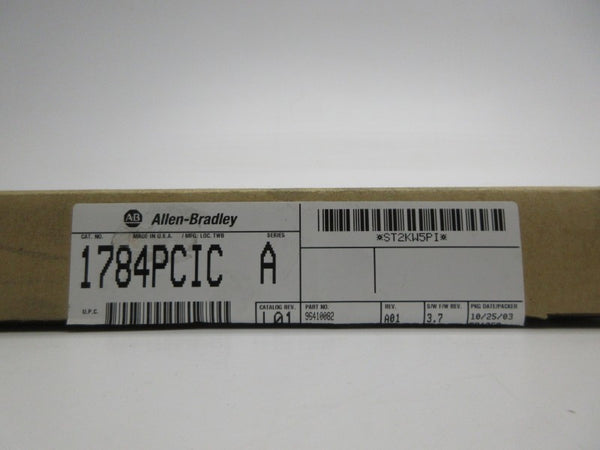 AB Allen-Bradley
CAT. NO. MADE IN U.S.A. / MFG. LOC. TWB SERIES
1784PCIC A
*ST2KW5PI*
U.P.C.
CATALOG REV. PART NO. REV. S/W F/W REV. PKG DATE/PACKER
L01 96410082 A01 3.7 10/25/03